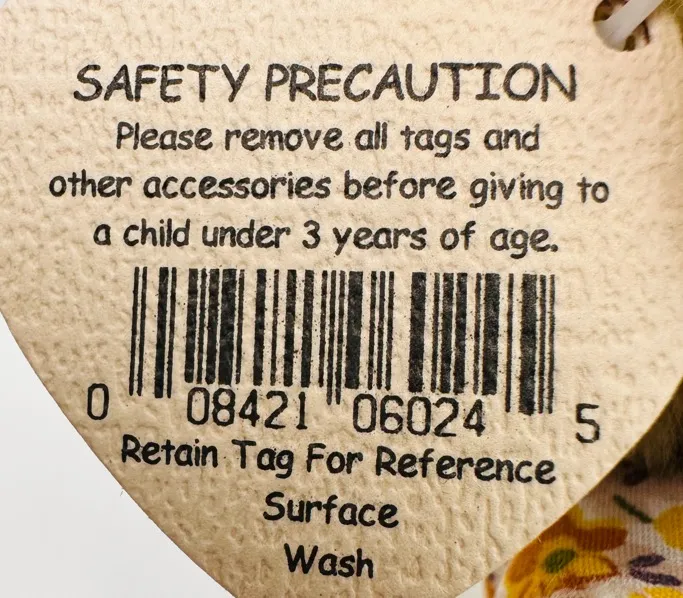 SAFETY PRECAUTION
Please remove all tags and
other accessories before giving to
a child under 3 years of age.
0 08421 06024 5
Retain Tag For Reference
Surface
Wash